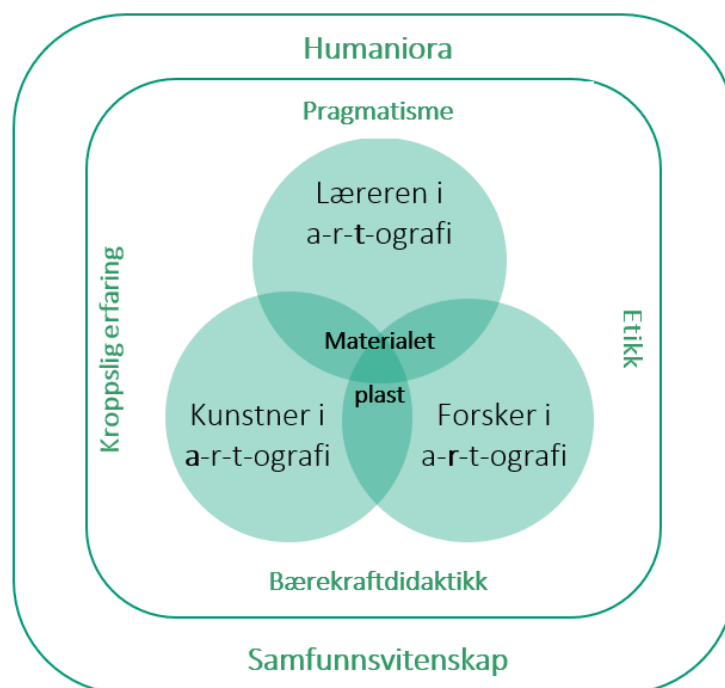 Humaniora
Pragmatisme
Læreren i
a-r-t-ografi
Kroppslig erfaring
Etikk
Materialet
plast
Kunstner i
a-r-t-ografi
Forsker i
a-r-t-ografi
Bærekraftdidaktikk
Samfunnsvitenskap